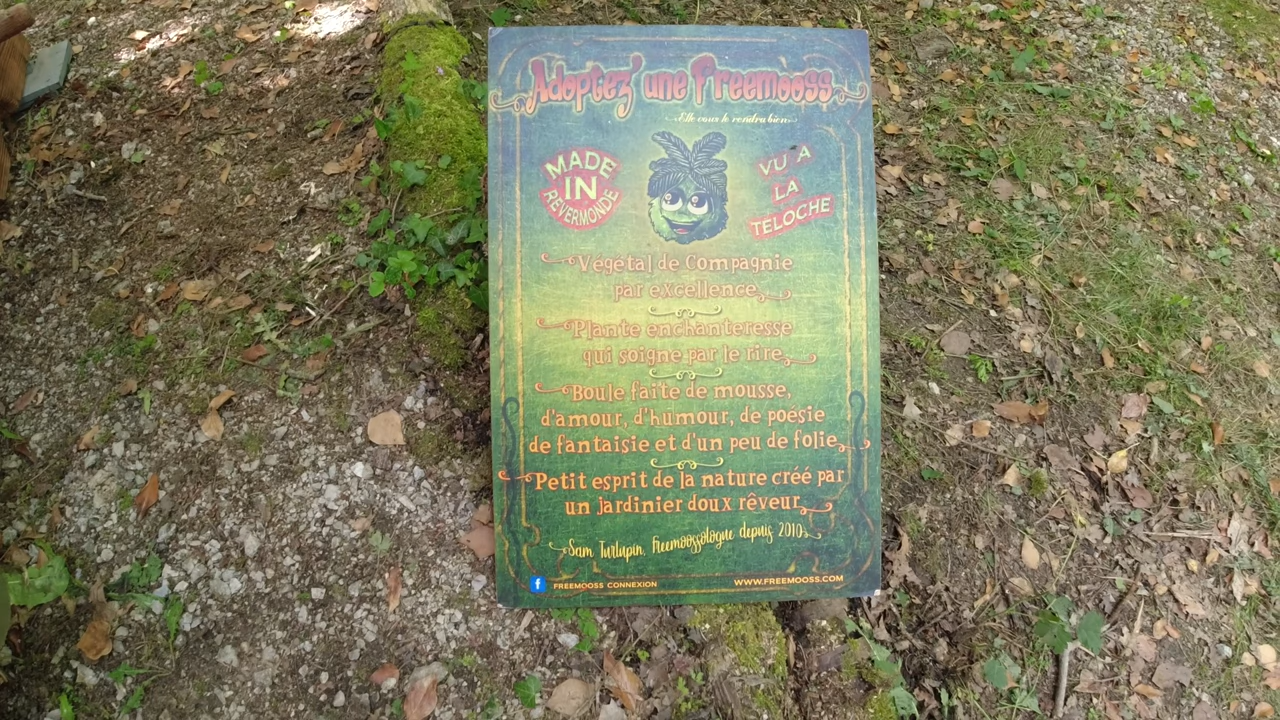 Adoptez' une Freemooss
Elle vous le rendra bien
MADE
IN
REVERMONDE
VU A
LA
TÉLOCHE
Végétal de Compagnie
par excellence
Plante enchanteresse
qui soigne par le rire
Boule faite de mousse,
d'amour, d'humour, de poésie
de fantaisie et d'un peu de folie
Petit esprit de la nature créé par
un jardinier doux rêveur
Sam Turlupin, freemoossologue depuis 2010
f FREEMOOSS CONNEXION
WWW.FREEMOOSS.COM